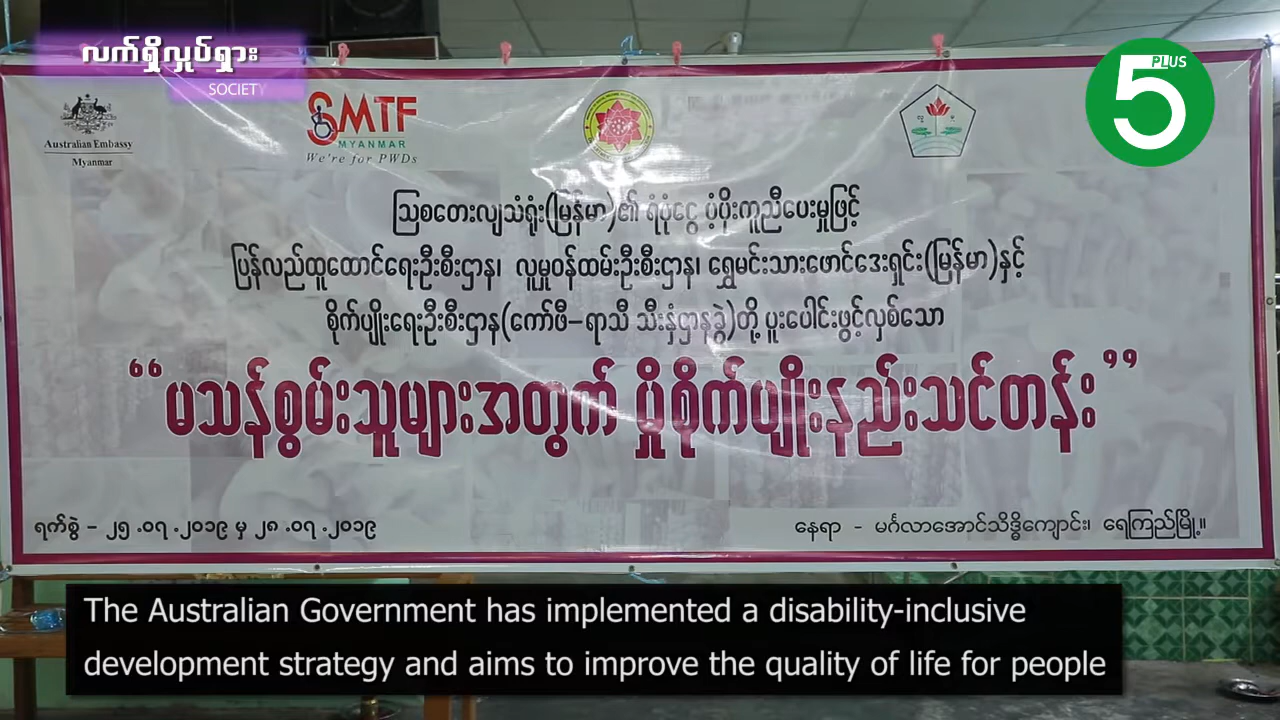 လက်ရှိလှုပ်ရှား
SOCIETY
5 PLUS
Australian Embassy
Myanmar
SMTF
MYANMAR
We're for PWDs
ဩစတေးလျသံရုံး(မြန်မာ)၏ ရံပုံငွေ ပံ့ပိုးကူညီပေးမှုဖြင့်
ပြန်လည်ထူထောင်ရေးဦးစီးဌာန၊ လူမှုဝန်ထမ်းဦးစီးဌာန၊ ရွှေမင်းသားဖောင်ဒေးရှင်း(မြန်မာ)နှင့်
စိုက်ပျိုးရေးဦးစီးဌာန(ကော်ဖီ-ရာသီ သီးနှံဌာနခွဲ)တို့ ပူးပေါင်းဖွင့်လှစ်သော
“မသန်စွမ်းသူများအတွက် မှိုစိုက်ပျိုးနည်းသင်တန်း”
ရက်စွဲ - ၂၅ .၀၇ .၂၀၁၉ မှ ၂၈ .၀၇ .၂၀၁၉
နေရာ - မင်္ဂလာအောင်သိဒ္ဓိကျောင်း၊ ရေကြည်မြို့။
The Australian Government has implemented a disability-inclusive
development strategy and aims to improve the quality of life for people